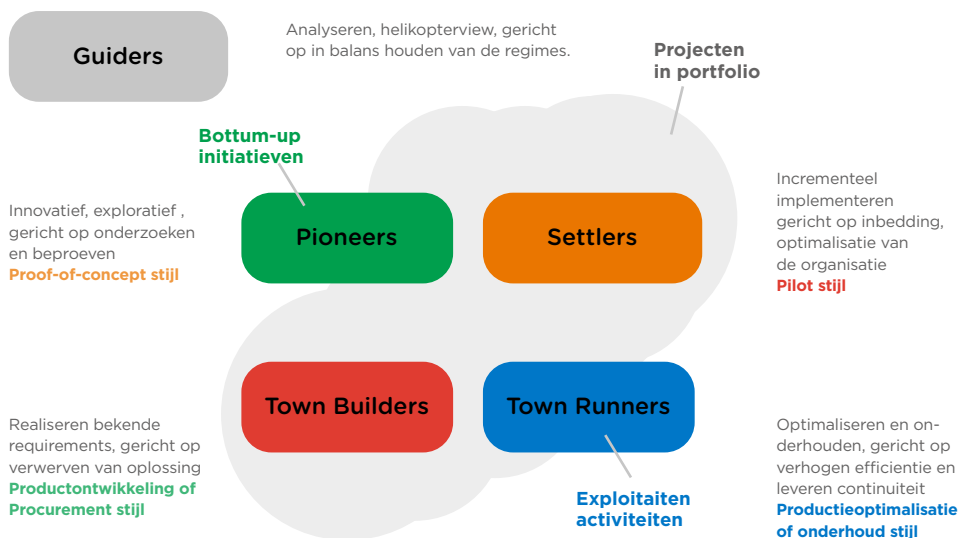 Guiders
Analyseren, helikopterview, gericht
op in balans houden van de regimes.
Projecten
in portfolio
Bottum-up
initiatieven
Innovatief, exploratief ,
gericht op onderzoeken
en beproeven
Proof-of-concept stijl
Pioneers
Settlers
Incrementeel
implementeren
gericht op inbedding,
optimalisatie van
de organisatie
Pilot stijl
Realiseren bekende
requirements, gericht op
verwerven van oplossing
Productontwikkeling of
Procurement stijl
Town Builders
Town Runners
Optimaliseren en on-
derhouden, gericht op
verhogen efficientie en
leveren continuiteit
Productieoptimalisatie
of onderhoud stijl
Exploitaiten
activiteiten